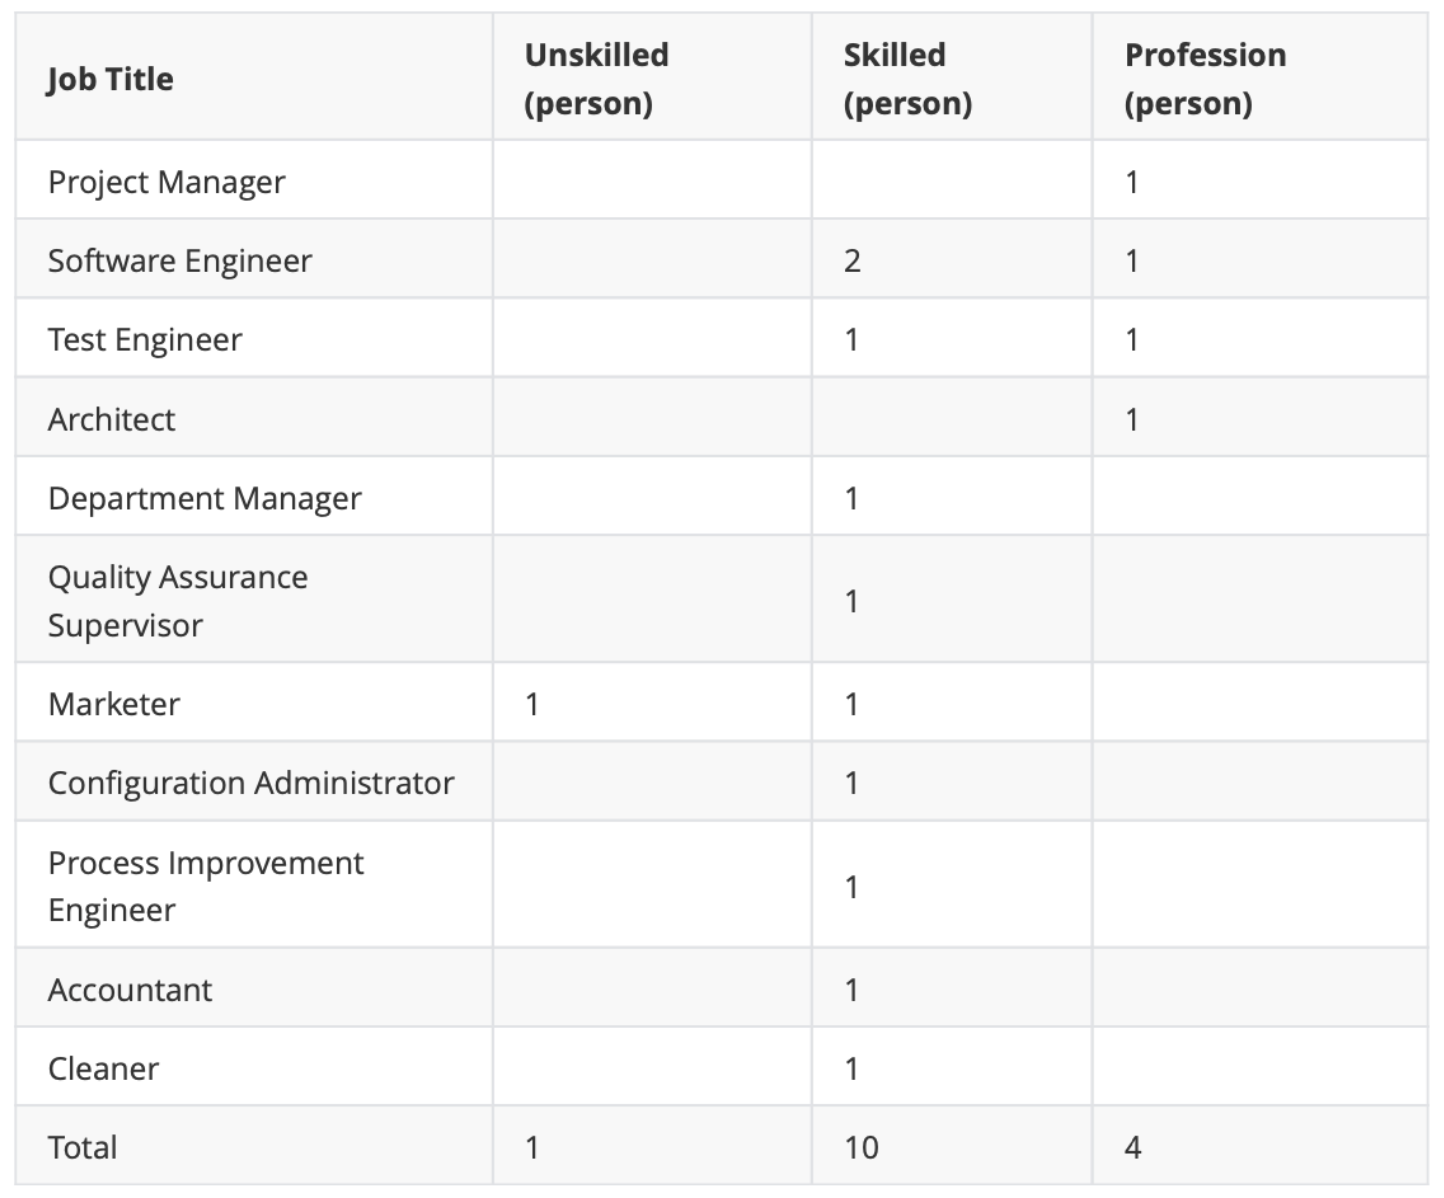 Job Title Unskilled (person) Skilled (person) Profession (person)
Project Manager 1
Software Engineer 2 1
Test Engineer 1 1
Architect 1
Department Manager 1
Quality Assurance Supervisor 1
Marketer 1 1
Configuration Administrator 1
Process Improvement Engineer 1
Accountant 1
Cleaner 1
Total 1 10 4